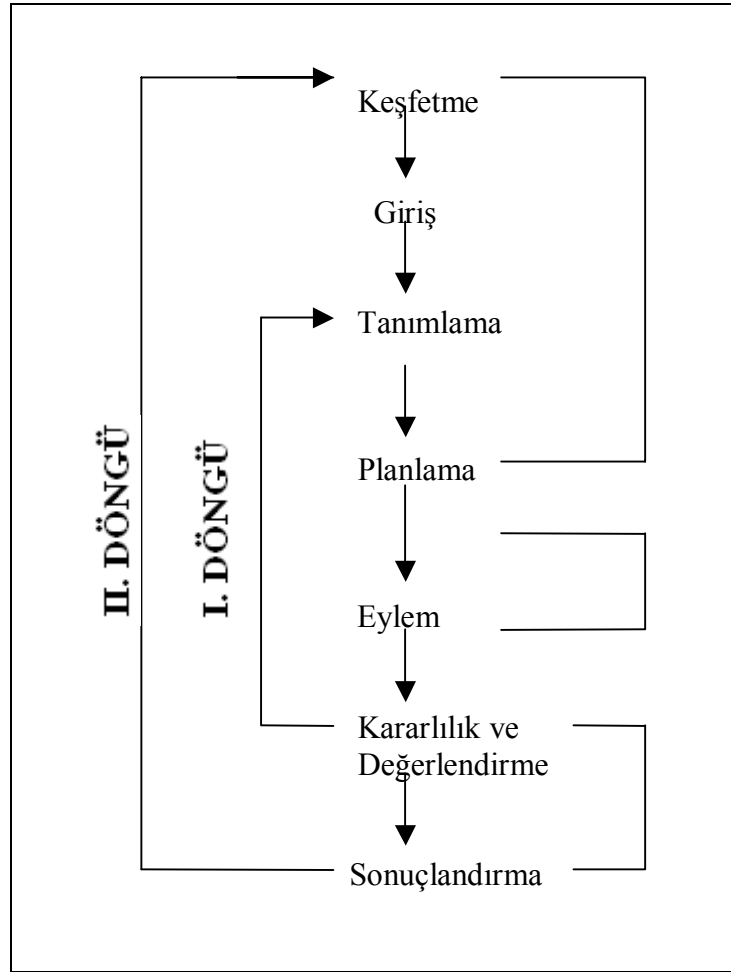 Keşfetme
Giriş
Tanımlama
Planlama
Eylem
Kararlılık ve
Değerlendirme
Sonuçlandırma
II. DÖNGÜ
I. DÖNGÜ